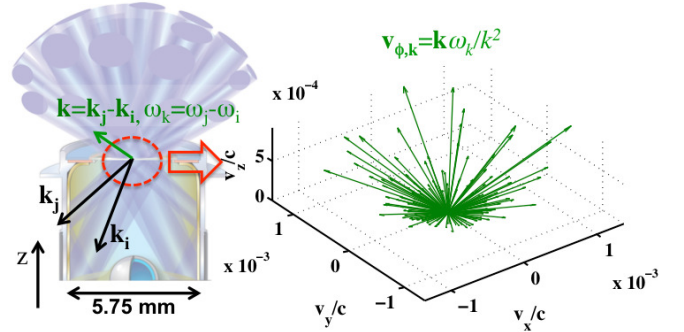 k=k_j-k_i, ω_k=ω_j-ω_i
k_j
k_i
z
5.75 mm
v_ϕ,k=kω_k/k²
x 10⁻⁴
v_z/c
5
0
1
x 10⁻³
0
-1
v_y/c
-1
0
1
x 10⁻³
v_x/c